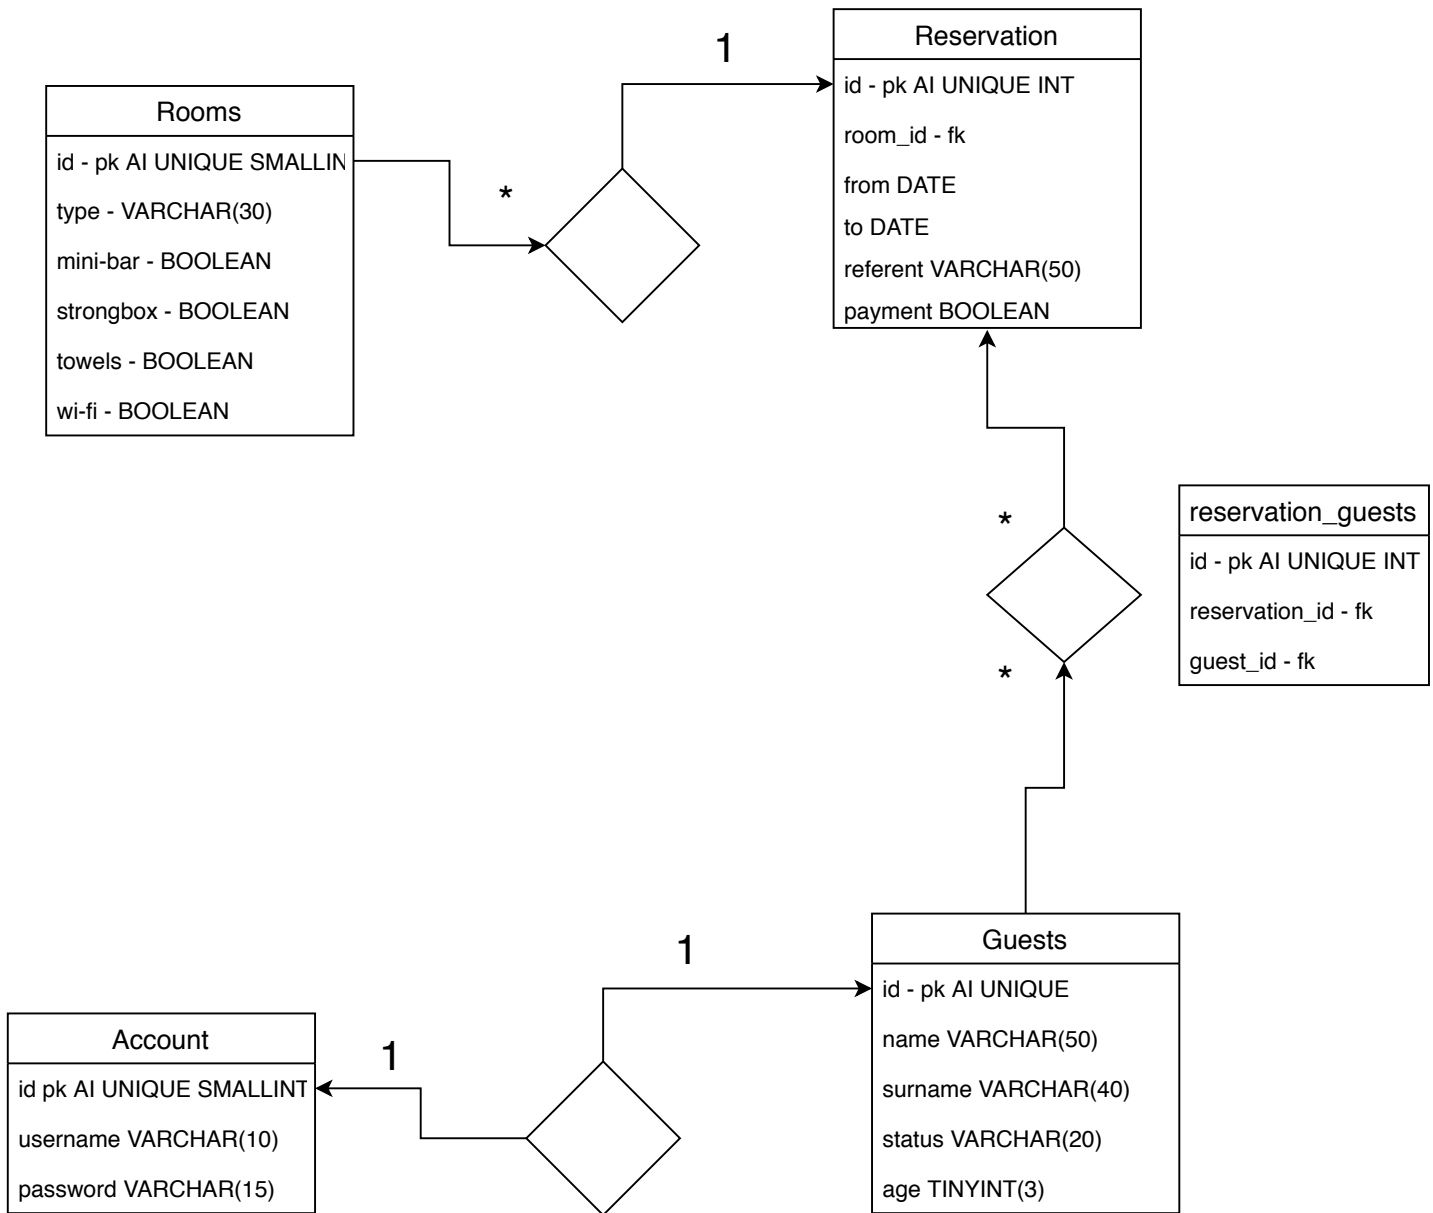 1
Reservation
id - pk AI UNIQUE INT
room_id - fk
from DATE
to DATE
referent VARCHAR(50)
payment BOOLEAN
Rooms
id - pk AI UNIQUE SMALLIN
type - VARCHAR(30)
mini-bar - BOOLEAN
strongbox - BOOLEAN
towels - BOOLEAN
wi-fi - BOOLEAN
*
*
*
reservation_guests
id - pk AI UNIQUE INT
reservation_id - fk
guest_id - fk
1
Guests
id - pk AI UNIQUE
name VARCHAR(50)
surname VARCHAR(40)
status VARCHAR(20)
age TINYINT(3)
1
Account
id pk AI UNIQUE SMALLINT
username VARCHAR(10)
password VARCHAR(15)